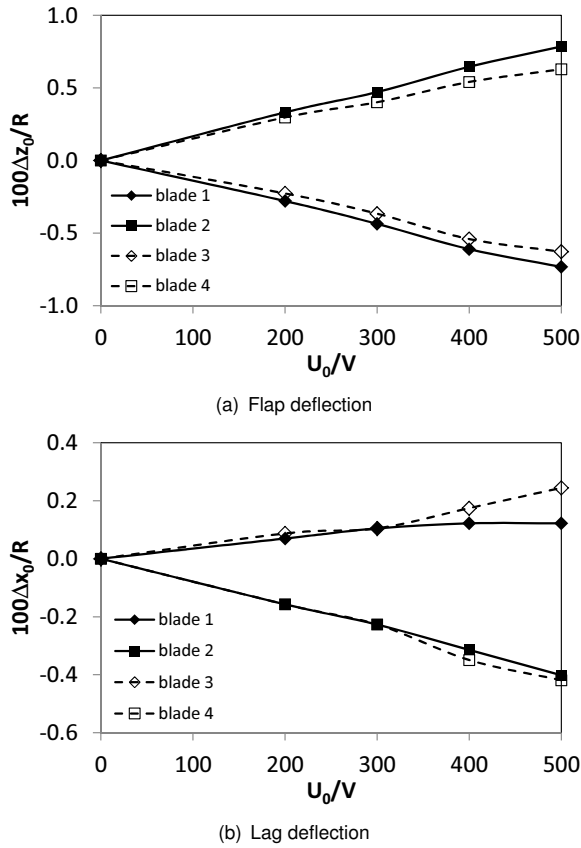 1.0
0.5
0.0
-0.5
-1.0
100Δz₀/R
blade 1
blade 2
blade 3
blade 4
0 100 200 300 400 500
U₀/V
(a) Flap deflection
0.4
0.2
0.0
-0.2
-0.4
-0.6
100Δx₀/R
blade 1
blade 2
blade 3
blade 4
0 100 200 300 400 500
U₀/V
(b) Lag deflection